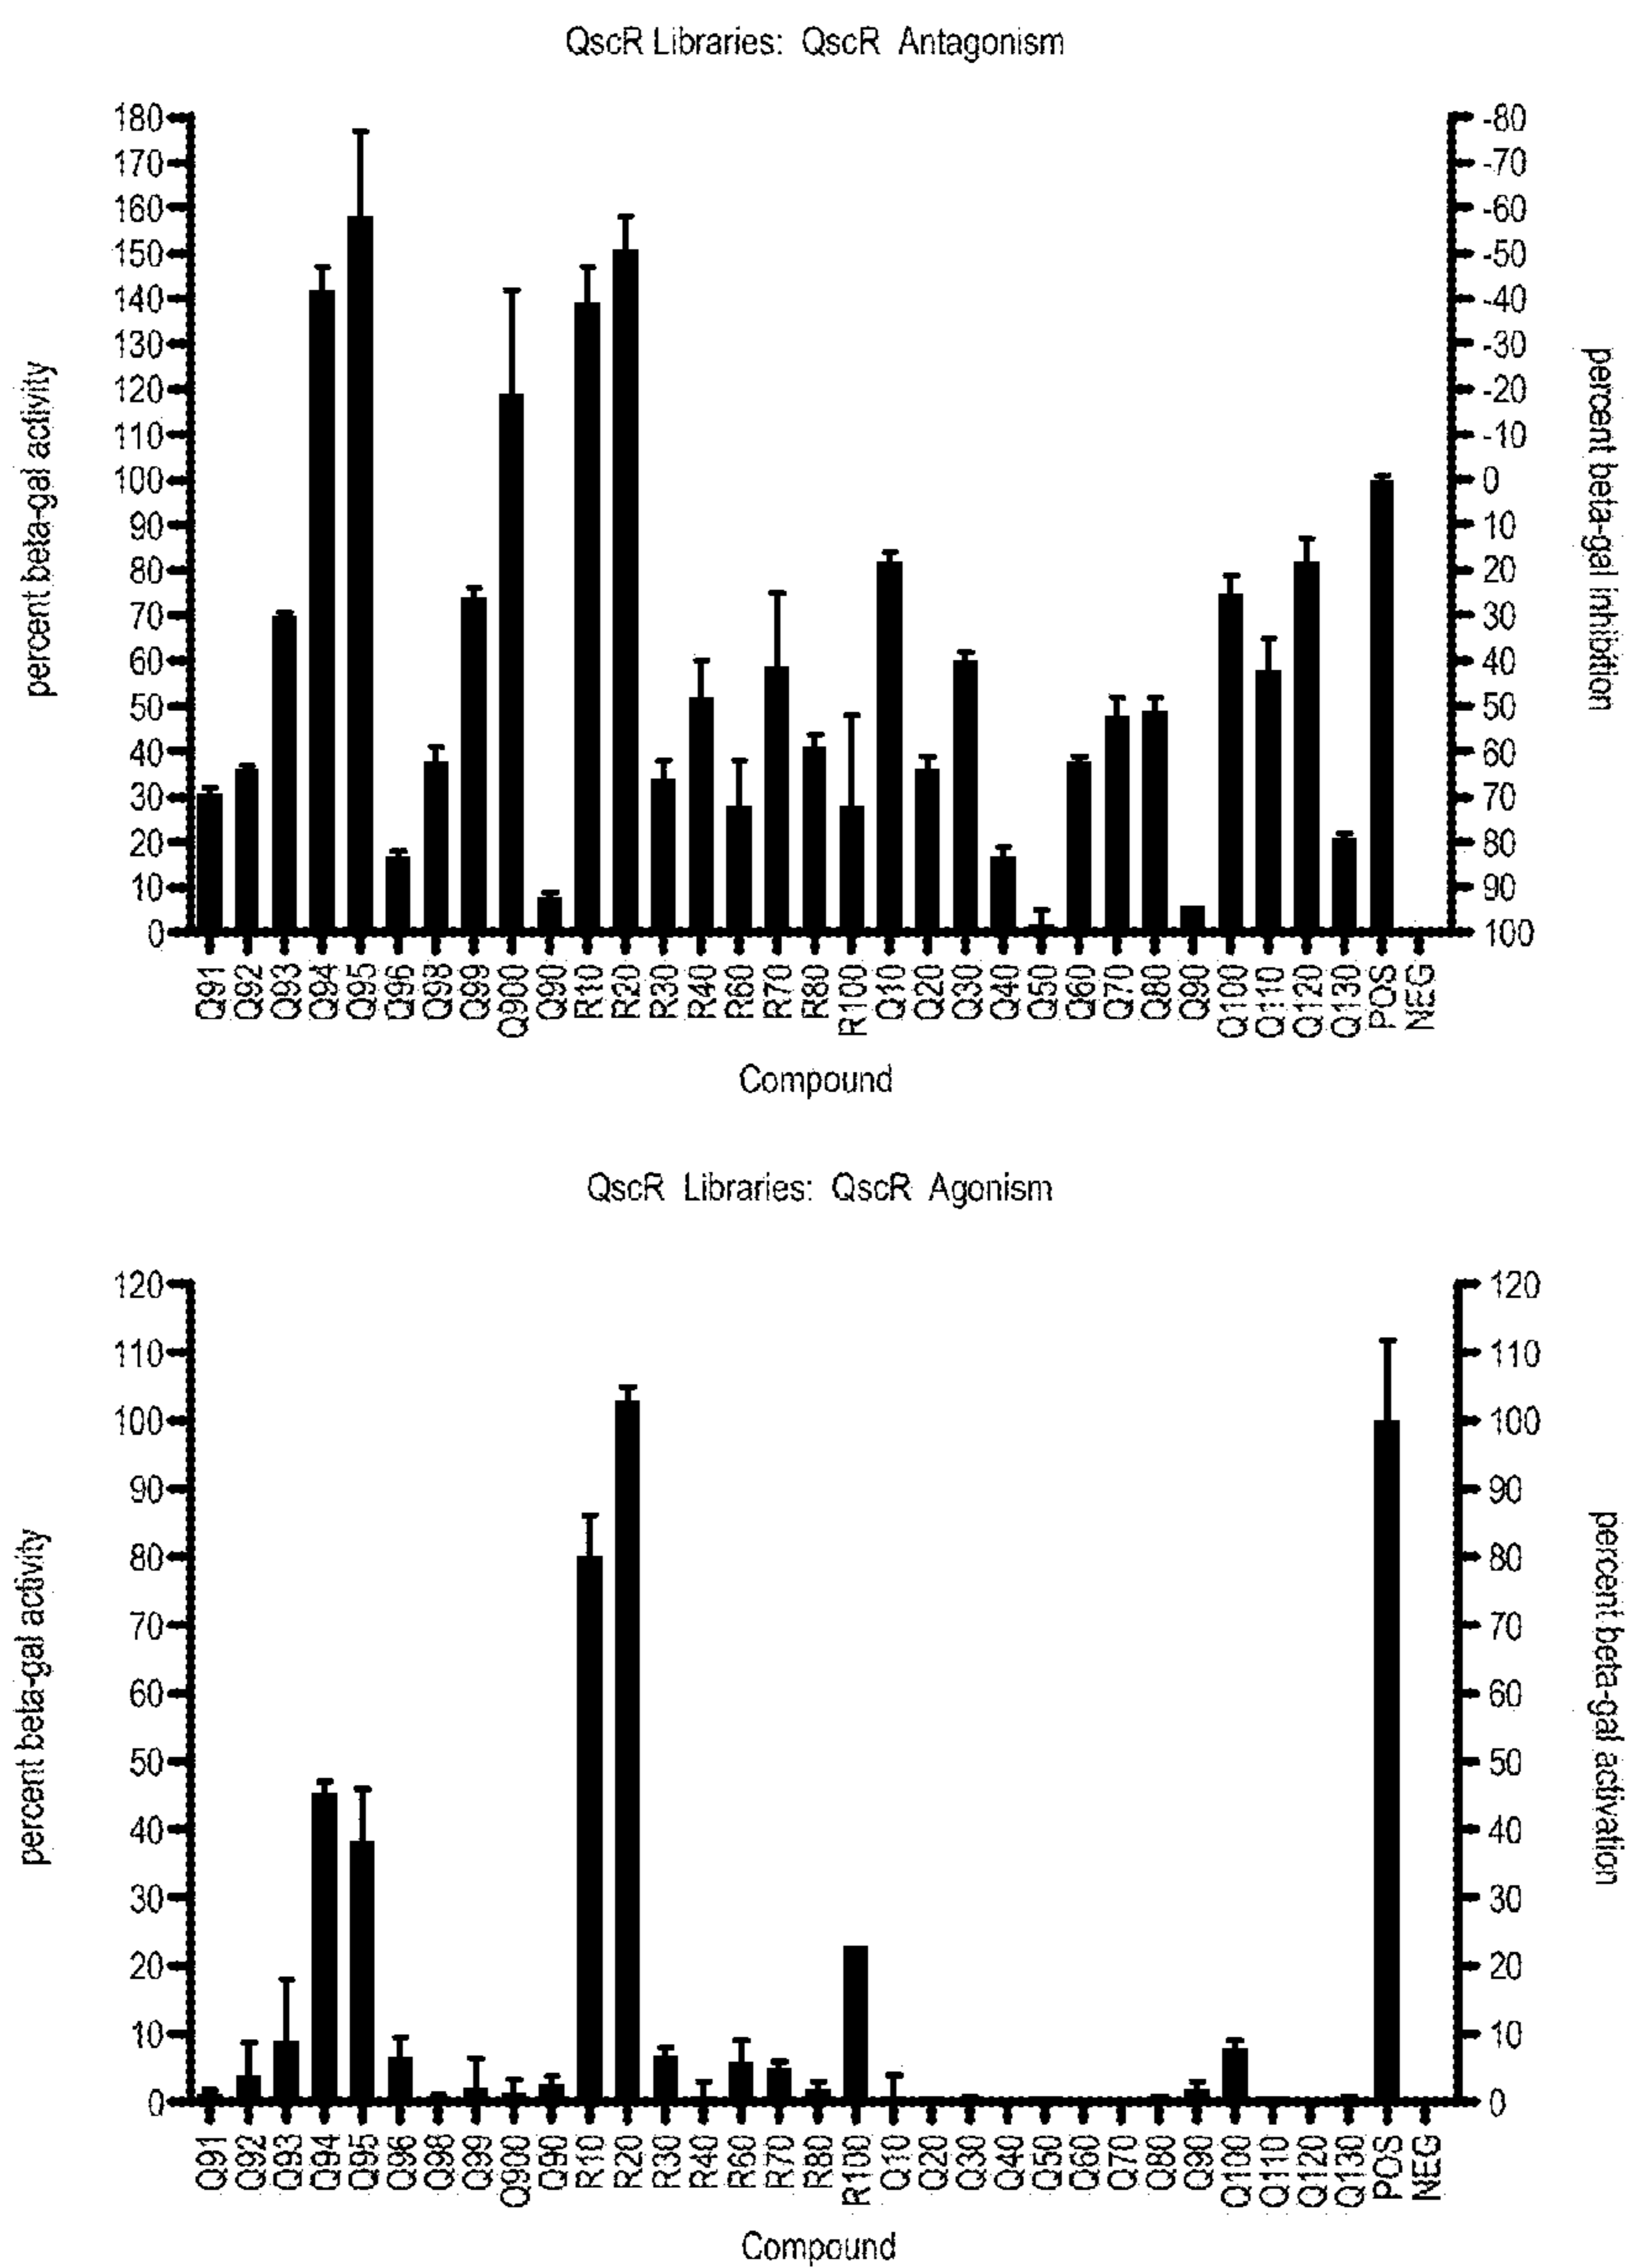 QscR Libraries: QscR Antagonism
180
170
160
150
140
130
120
110
100
90
80
70
60
50
40
30
20
10
0
percent beta-gal activity
-80
-70
-60
-50
-40
-30
-20
-10
0
10
20
30
40
50
60
70
80
90
100
percent beta-gal inhibition
Q91
Q92
Q93
Q94
Q95
Q96
Q98
Q99
Q900
Q90
R10
R20
R30
R40
R60
R70
R80
R100
Q10
Q20
Q30
Q40
Q50
Q60
Q70
Q80
Q90
Q100
Q110
Q120
Q130
POS
NEG
Compound
QscR Libraries: QscR Agonism
120
110
100
90
80
70
60
50
40
30
20
10
0
percent beta-gal activity
120
110
100
90
80
70
60
50
40
30
20
10
0
percent beta-gal activation
Q91
Q92
Q93
Q94
Q95
Q96
Q98
Q99
Q900
Q90
R10
R20
R30
R40
R60
R70
R80
R100
Q10
Q20
Q30
Q40
Q50
Q60
Q70
Q80
Q90
Q100
Q110
Q120
Q130
POS
NEG
Compound